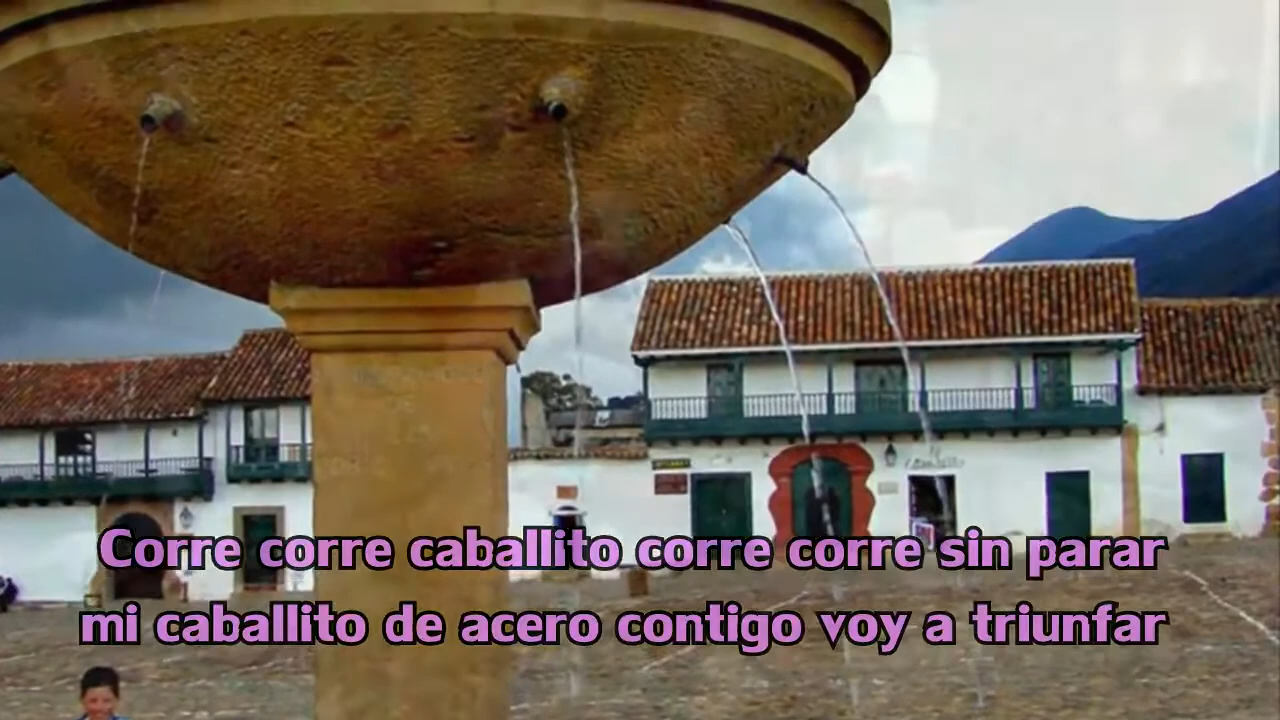 Corre corre caballito corre corre sin parar
mi caballito de acero contigo voy a triunfar